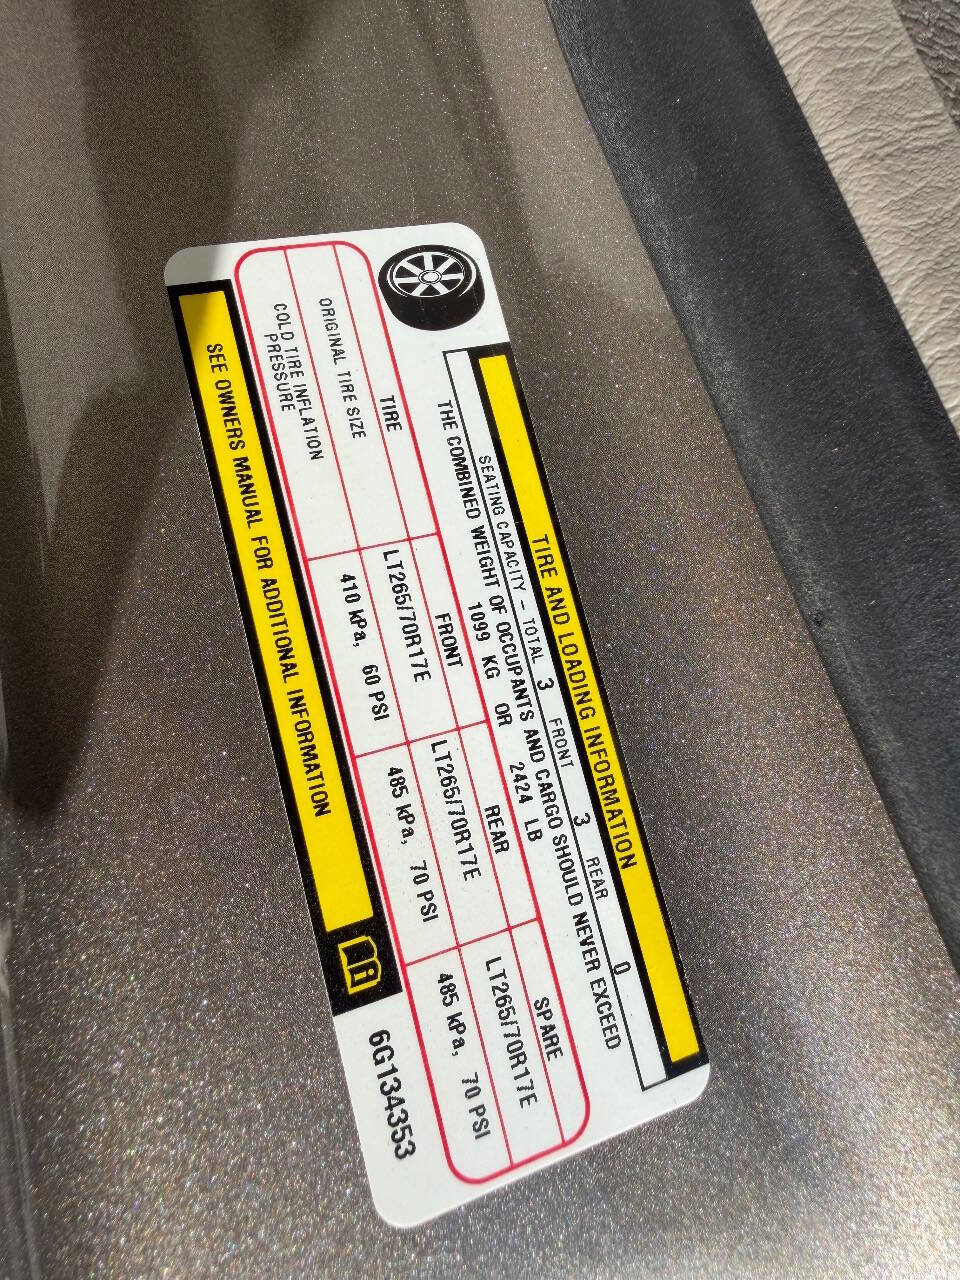 TIRE AND LOADING INFORMATION
SEATING CAPACITY - TOTAL 3 FRONT 3 REAR 0
THE COMBINED WEIGHT OF OCCUPANTS AND CARGO SHOULD NEVER EXCEED
1099 KG OR 2424 LB
TIRE FRONT REAR SPARE
ORIGINAL TIRE SIZE LT265/70R17E LT265/70R17E LT265/70R17E
COLD TIRE INFLATION
PRESSURE 410 kPa, 60 PSI 485 kPa, 70 PSI 485 kPa, 70 PSI
SEE OWNERS MANUAL FOR ADDITIONAL INFORMATION
6G134353